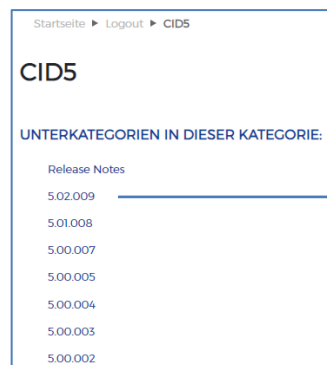 Startseite ▶ Logout ▶ CID5
CID5
UNTERKATEGORIEN IN DIESER KATEGORIE:
Release Notes
5.02.009
5.01.008
5.00.007
5.00.005
5.00.004
5.00.003
5.00.002